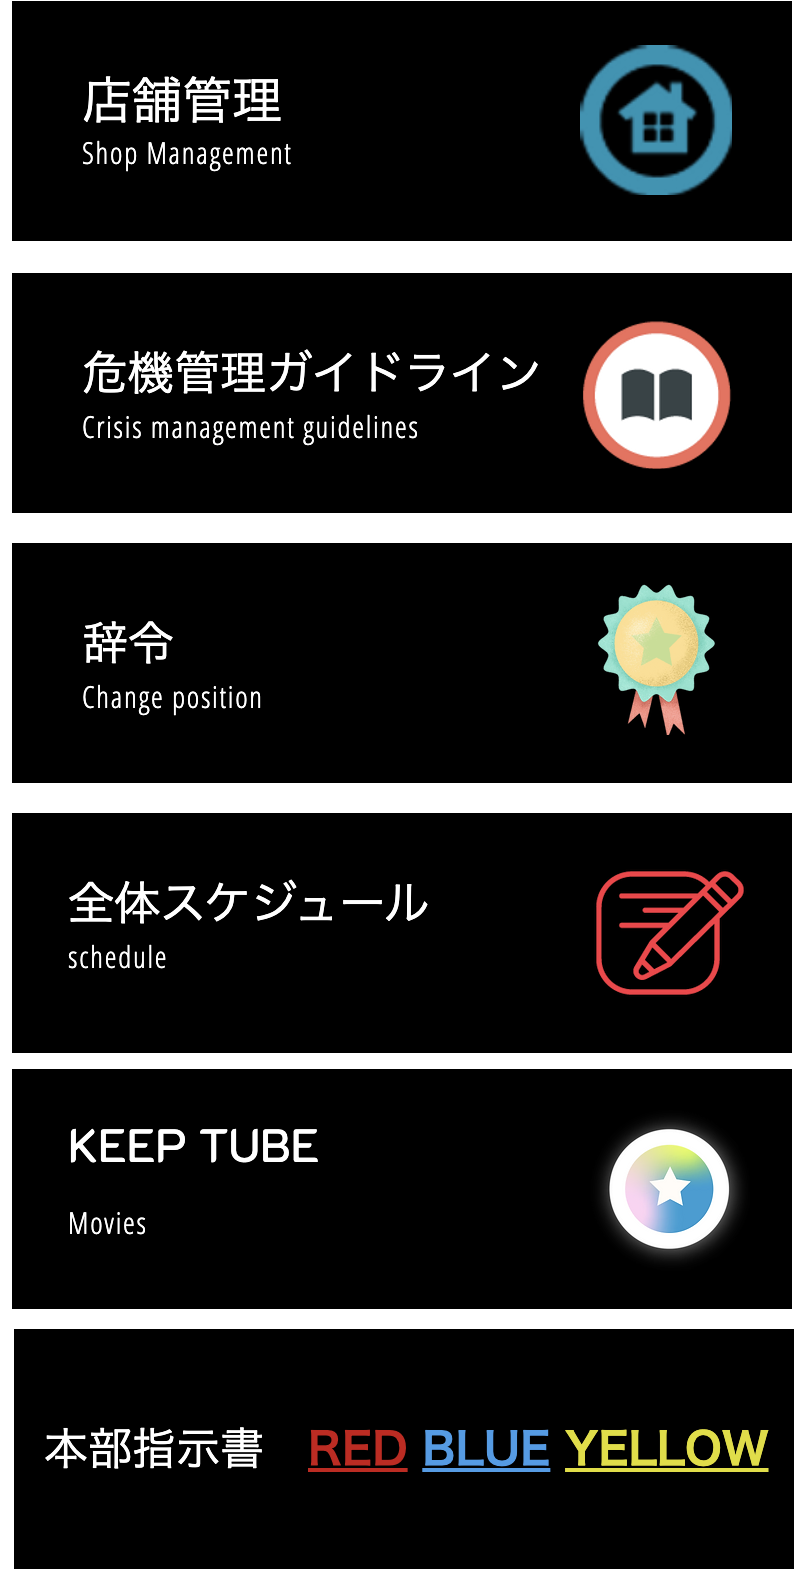 店舗管理
Shop Management
危機管理ガイドライン
Crisis management guidelines
辞令
Change position
全体スケジュール
schedule
KEEP TUBE
Movies
本部指示書 RED BLUE YELLOW